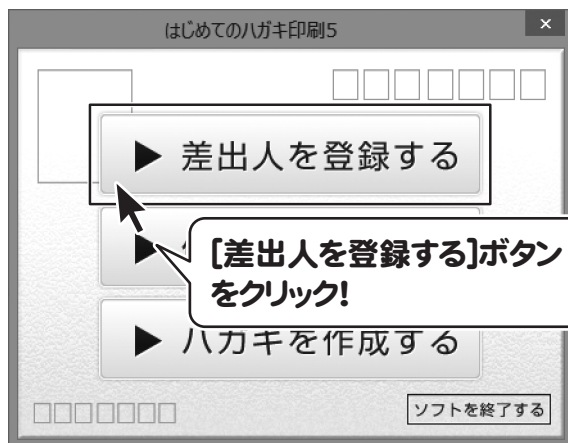 はじめてのハガキ印刷5
▶ 差出人を登録する
[差出人を登録する]ボタン
をクリック!
▶ ハガキを作成する
ソフトを終了する